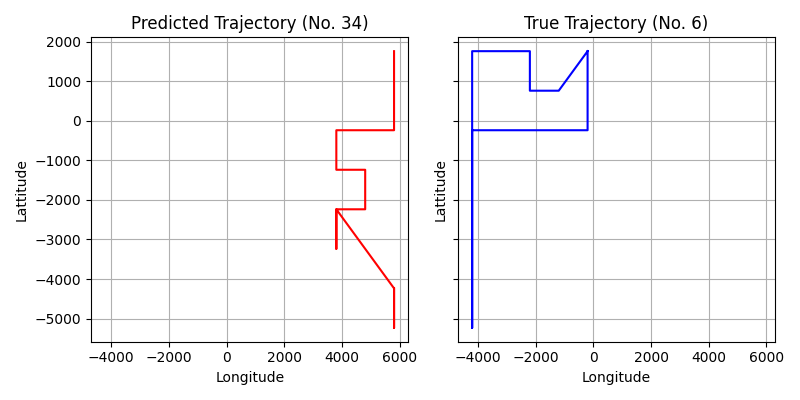 Predicted Trajectory (No. 34)
True Trajectory (No. 6)
2000
1000
0
−1000
−2000
−3000
−4000
−5000
Lattitude
Lattitude
−4000 −2000 0 2000 4000 6000
−4000 −2000 0 2000 4000 6000
Longitude
Longitude